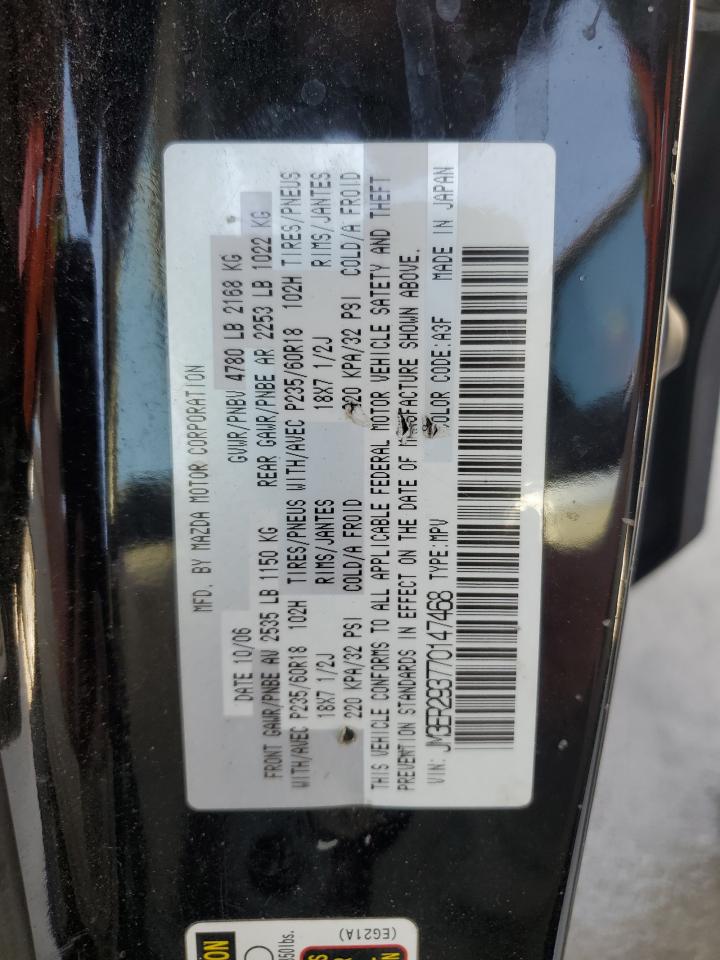 MFD. BY MAZDA MOTOR CORPORATION
DATE 10/06 GVWR/PNBV 4780 LB 2168 KG
FRONT GAWR/PNBE AV 2535 LB 1150 KG REAR GAWR/PNBE AR 2253 LB 1022 KG
WITH/AVEC P235/60R18 102H TIRES/PNEUS WITH/AVEC P235/60R18 102H TIRES/PNEUS
18X7 1/2J RIMS/JANTES 18X7 1/2J RIMS/JANTES
220 KPA/32 PSI COLD/A FROID 220 KPA/32 PSI COLD/A FROID
THIS VEHICLE CONFORMS TO ALL APPLICABLE FEDERAL MOTOR VEHICLE SAFETY AND THEFT
PREVENTION STANDARDS IN EFFECT ON THE DATE OF MANUFACTURE SHOWN ABOVE.
VIN: JM3ER293770147468 TYPE:MPV COLOR CODE:A3F MADE IN JAPAN
(EG21A)